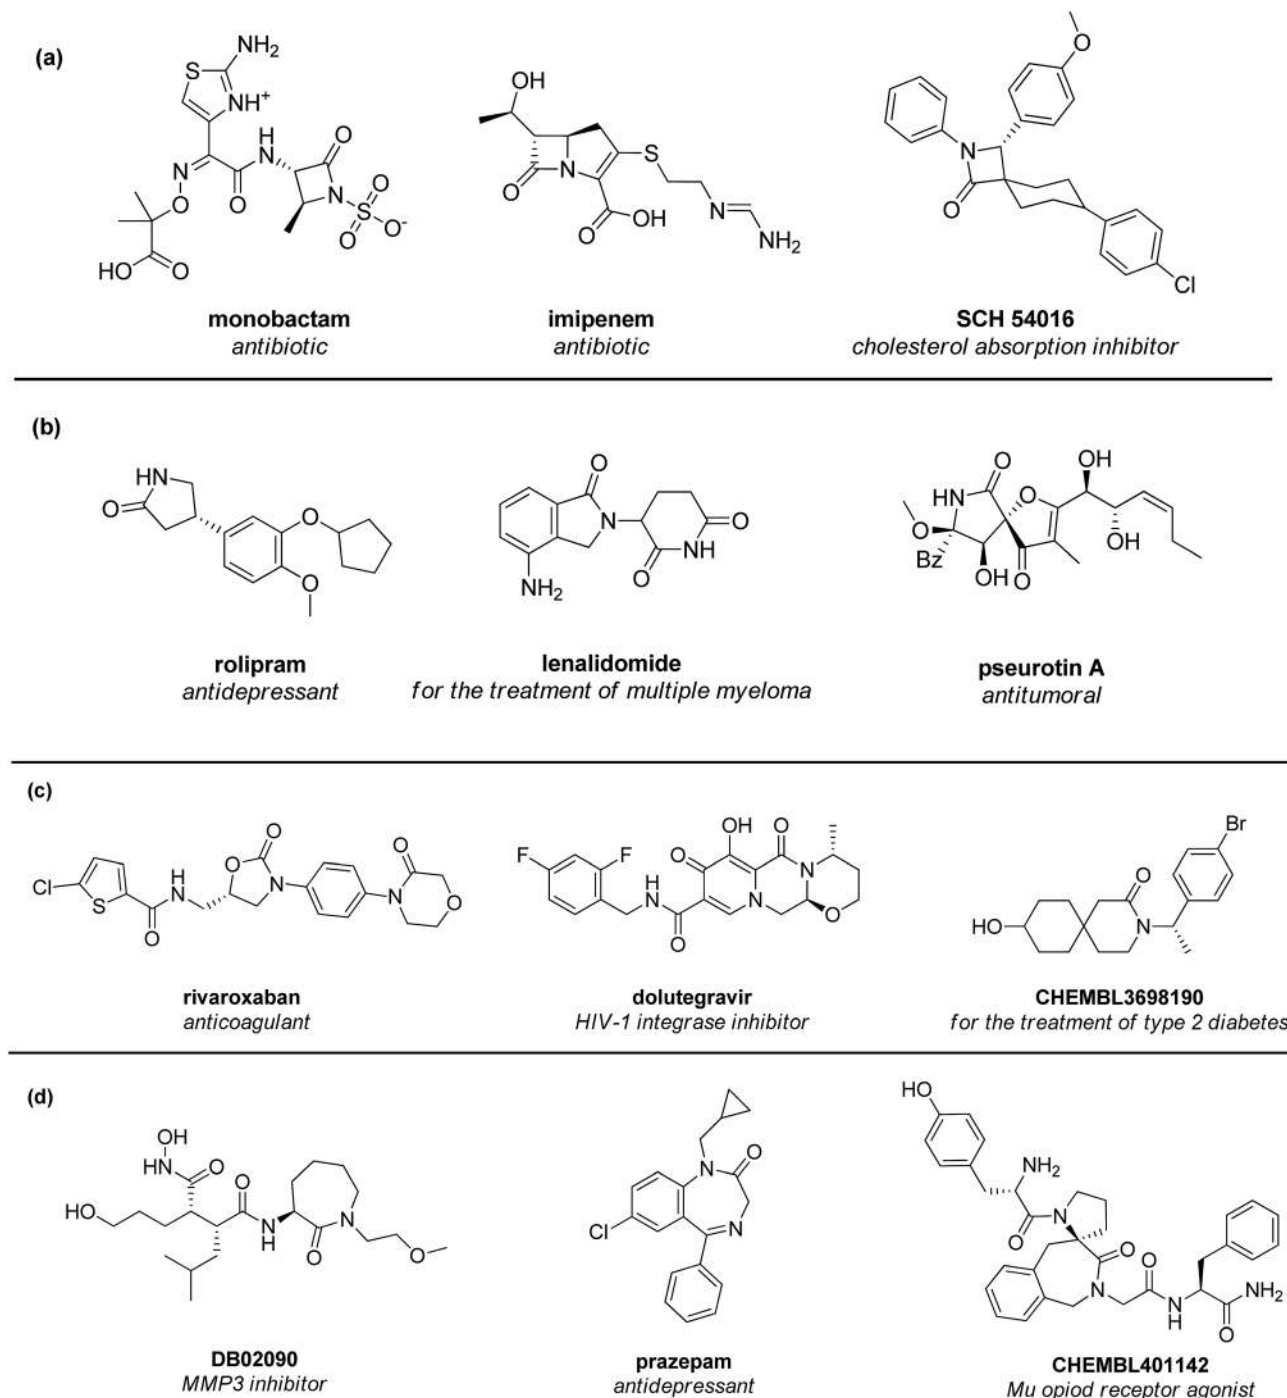 (a)
NH2
S
NH+
H
N
O
N
N
O
O
S
O
O
O-
HO
O
monobactam
antibiotic
OH
S
N
O
OH
O
N
NH2
imipenem
antibiotic
O
N
O
Cl
SCH 54016
cholesterol absorption inhibitor
(b)
HN
O
O
O
rolipram
antidepressant
O
N
O
NH
O
NH2
lenalidomide
for the treatment of multiple myeloma
O
OH
HN
O
O
Bz
OH
O
OH
pseurotin A
antitumoral
(c)
Cl
S
O
N
H
O
O
N
O
N
O
rivaroxaban
anticoagulant
F
F
H
N
O
O
OH
O
N
N
O
dolutegravir
HIV-1 integrase inhibitor
Br
O
N
HO
CHEMBL3698190
for the treatment of type 2 diabetes
(d)
OH
HN
O
HO
O
N
H
O
N
O
DB02090
MMP3 inhibitor
N
O
Cl
N
prazepam
antidepressant
HO
NH2
O
N
O
N
O
N
H
O
NH2
CHEMBL401142
Mu opiod receptor agonist